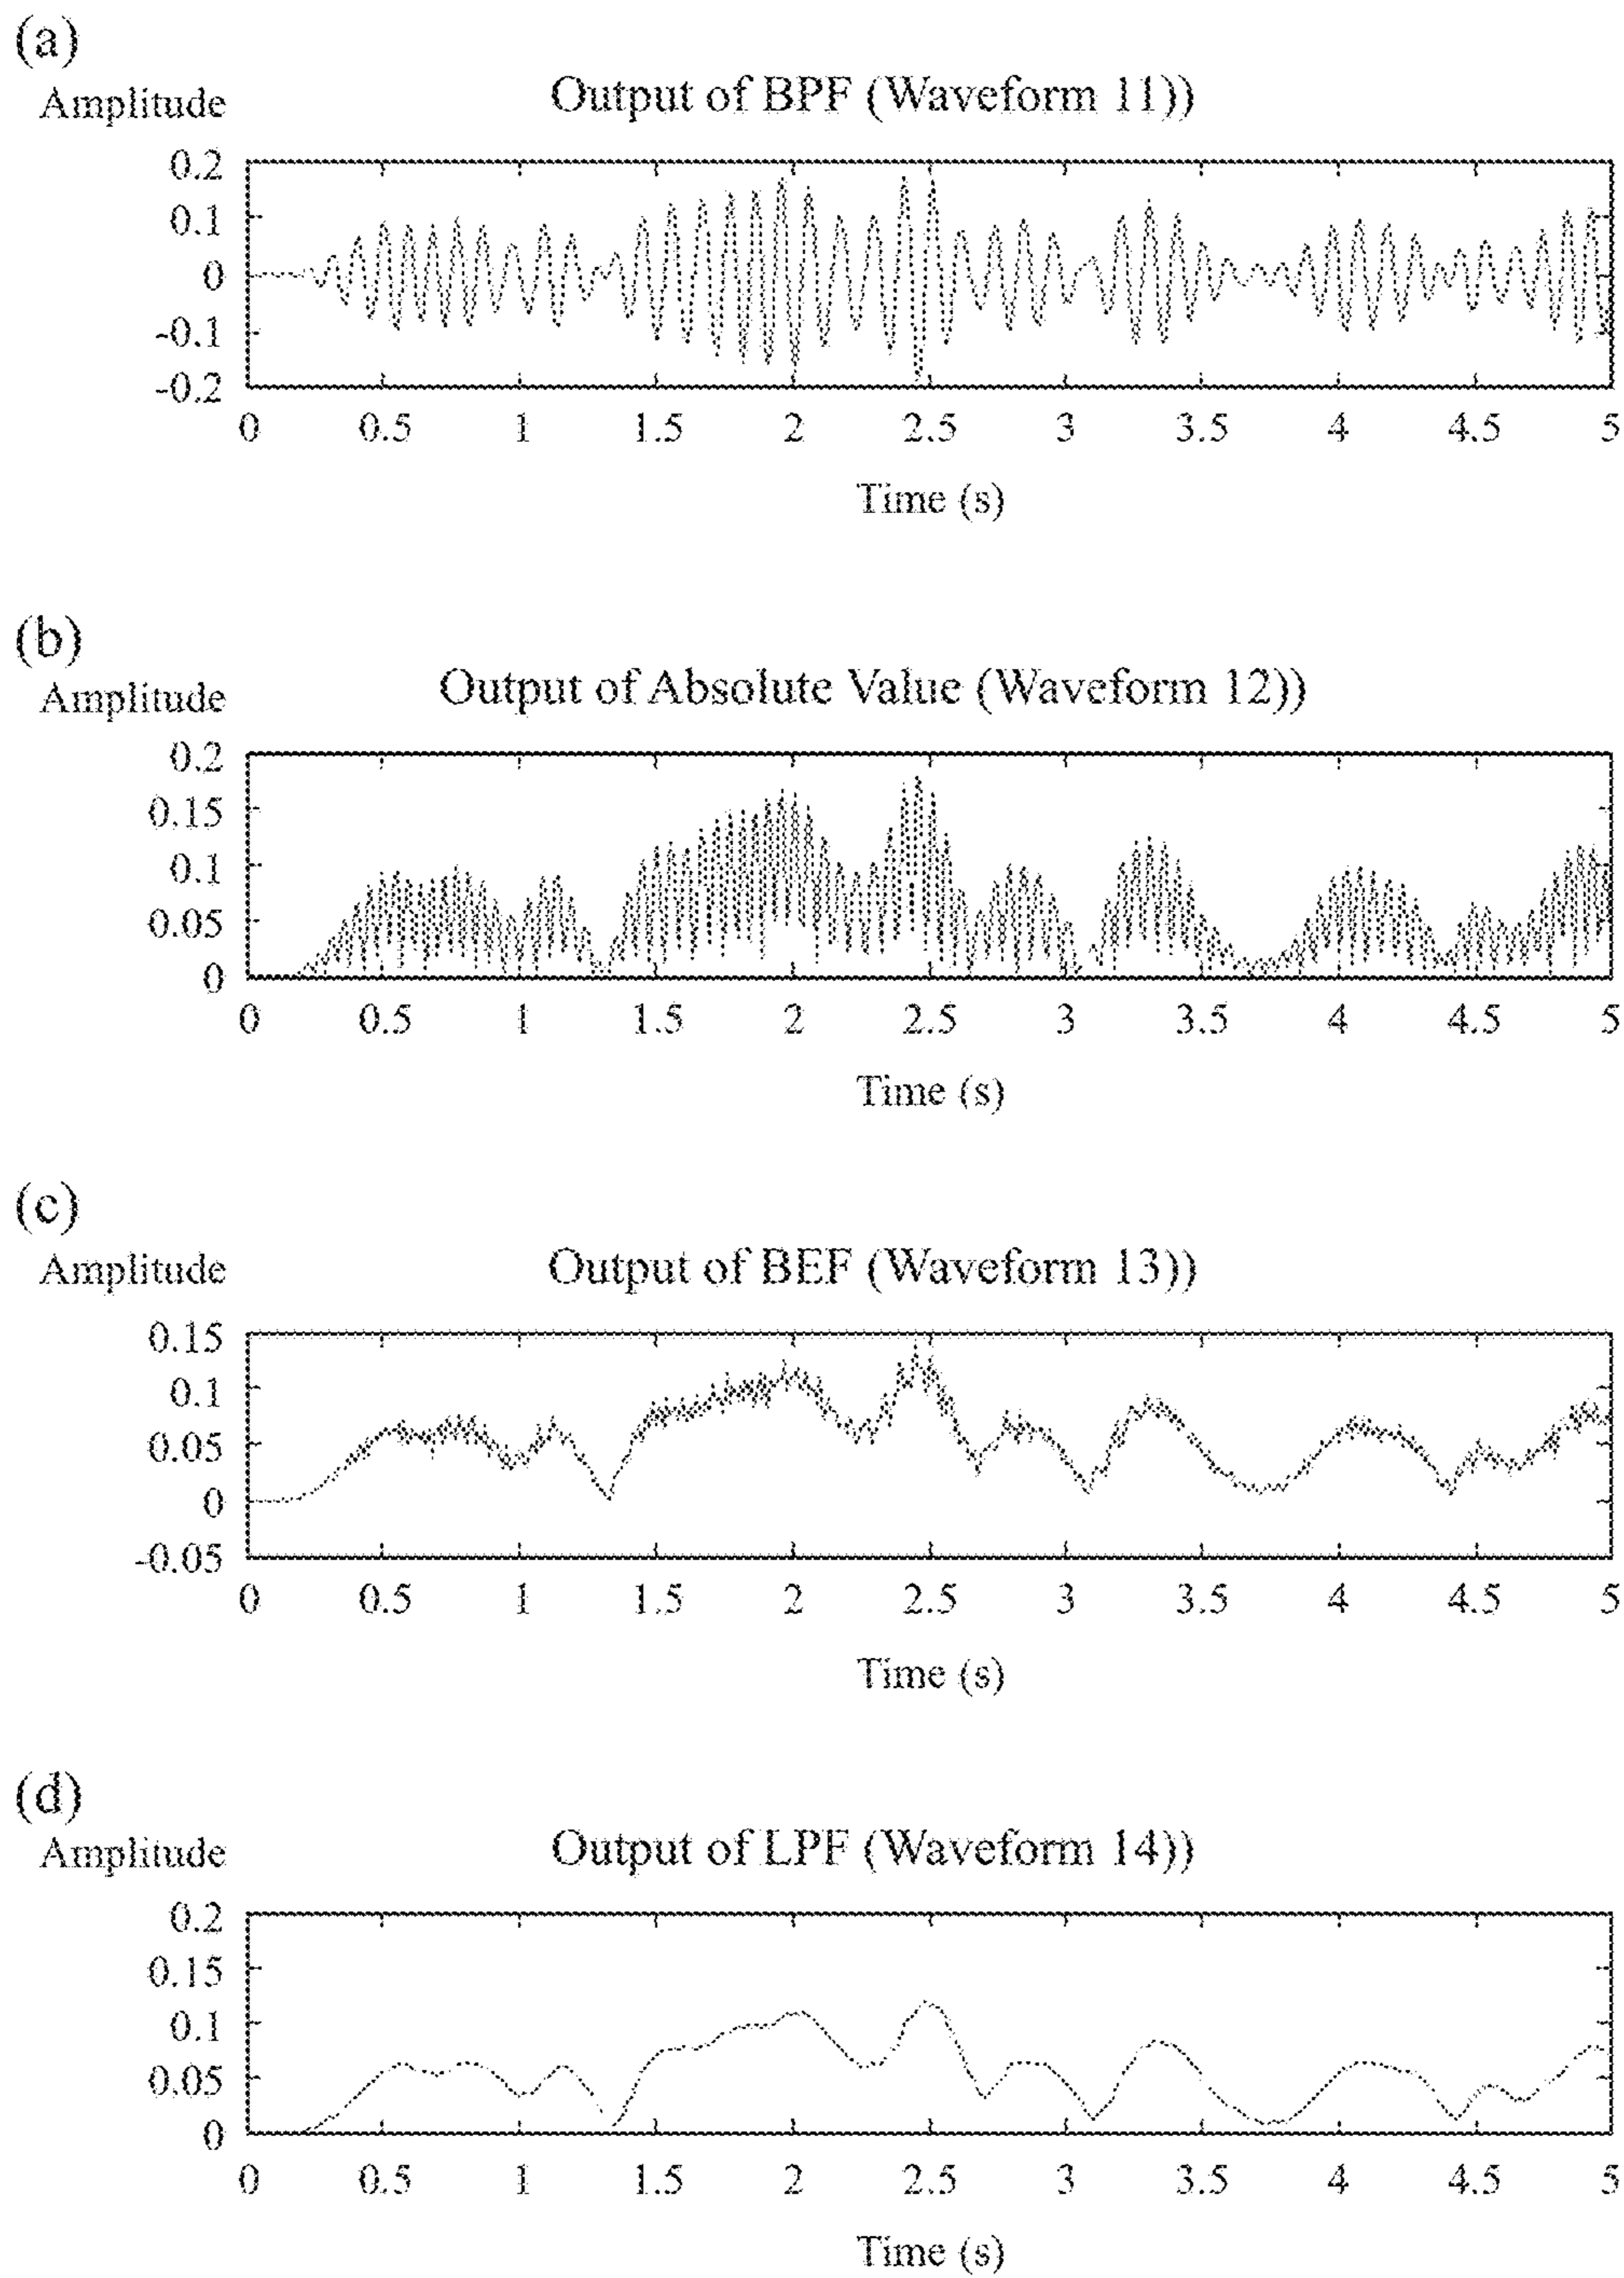 (a)
Amplitude
Output of BPF (Waveform 11))
0.2
0.1
0
-0.1
-0.2
0 0.5 1 1.5 2 2.5 3 3.5 4 4.5 5
Time (s)
(b)
Amplitude
Output of Absolute Value (Waveform 12))
0.2
0.15
0.1
0.05
0
0 0.5 1 1.5 2 2.5 3 3.5 4 4.5 5
Time (s)
(c)
Amplitude
Output of BEF (Waveform 13))
0.15
0.1
0.05
0
-0.05
0 0.5 1 1.5 2 2.5 3 3.5 4 4.5 5
Time (s)
(d)
Amplitude
Output of LPF (Waveform 14))
0.2
0.15
0.1
0.05
0
0 0.5 1 1.5 2 2.5 3 3.5 4 4.5 5
Time (s)